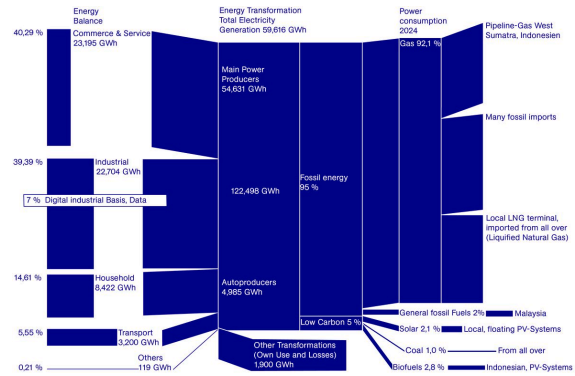 Energy
Balance
Energy Transformation
Total Electricity
Generation 59,616 GWh
Power
consumption
2024
40,29 %
Commerce & Service
23,195 GWh
Main Power
Producers
54,631 GWh
Gas 92,1 %
Pipeline-Gas West
Sumatra, Indonesien
Many fossil imports
39,39 %
Industrial
22,704 GWh
7 % Digital industrial Basis, Data
122,498 GWh
Fossil energy
95 %
Local LNG terminal,
imported from all over
(Liquified Natural Gas)
14,61 %
Household
8,422 GWh
Autoproducers
4,985 GWh
General fossil Fuels 2%
Malaysia
Low Carbon 5 %
Solar 2,1 %
Local, floating PV-Systems
5,55 %
Transport
3,200 GWh
Other Transformations
(Own Use and Losses)
1,900 GWh
Coal 1,0 %
From all over
0,21 %
Others
119 GWh
Biofuels 2,8 %
Indonesian, PV-Systems